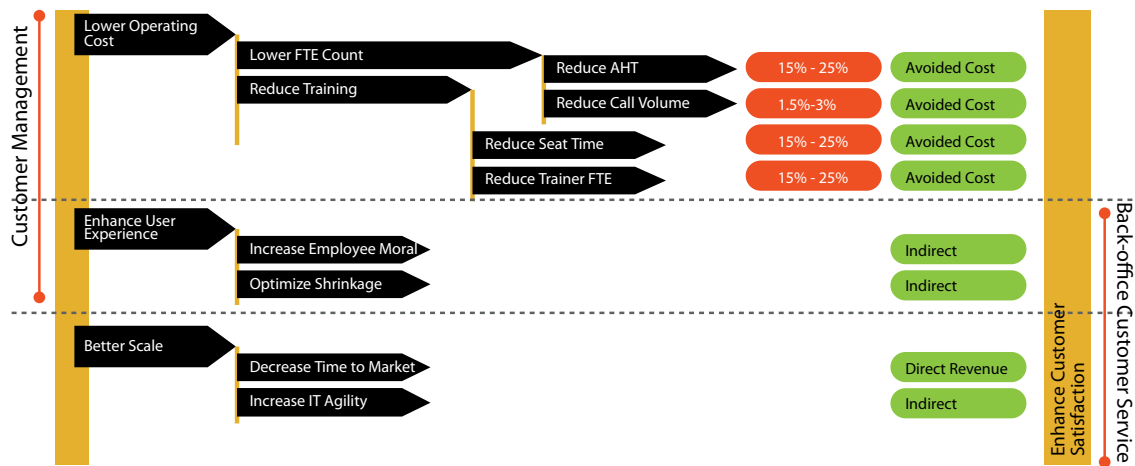 Customer Management
Lower Operating
Cost
Lower FTE Count
Reduce AHT
15% - 25%
Avoided Cost
Reduce Training
Reduce Call Volume
1.5%-3%
Avoided Cost
Reduce Seat Time
15% - 25%
Avoided Cost
Reduce Trainer FTE
15% - 25%
Avoided Cost
Enhance User
Experience
Increase Employee Moral
Indirect
Optimize Shrinkage
Indirect
Better Scale
Decrease Time to Market
Direct Revenue
Increase IT Agility
Indirect
Enhance Customer
Satisfaction
Back-office Customer Service